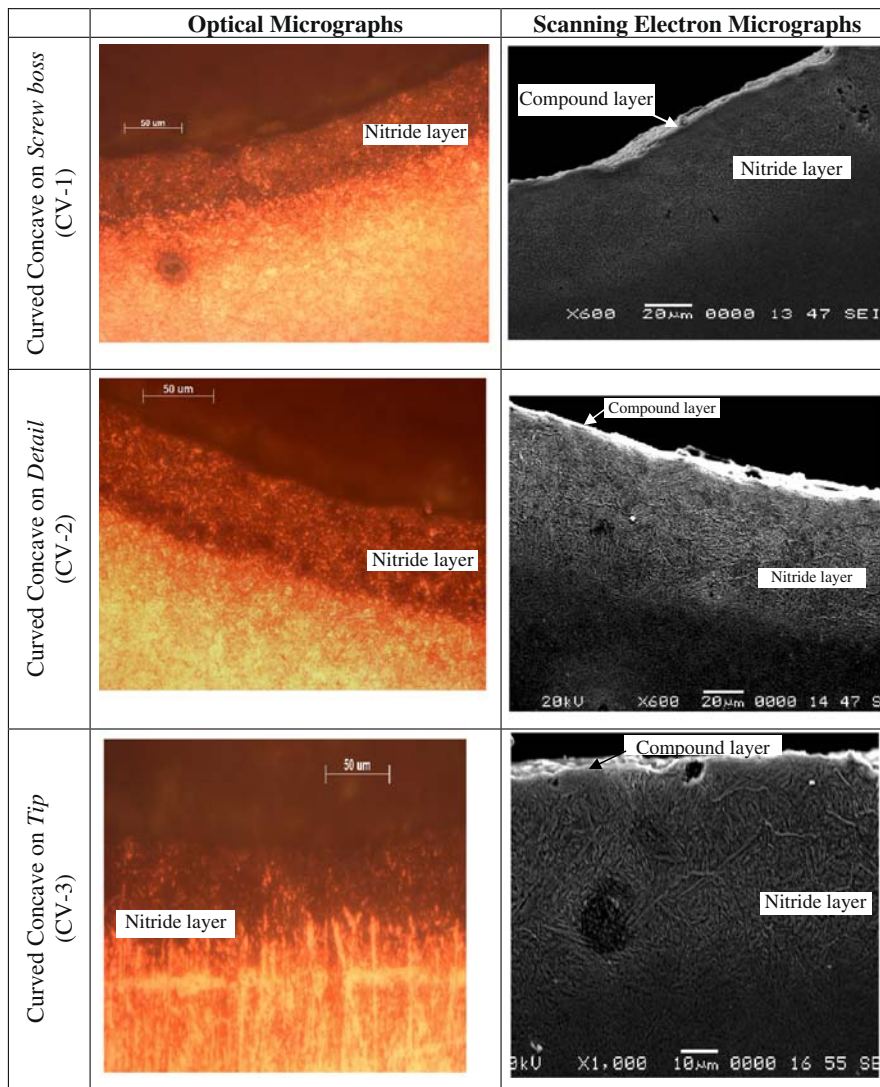 Optical Micrographs
Scanning Electron Micrographs
Curved Concave on Screw boss
(CV-1)
50 um
Nitride layer
Compound layer
Nitride layer
X600 20µm 0000 13 47 SEI
Curved Concave on Detail
(CV-2)
50 um
Nitride layer
Compound layer
Nitride layer
20kV X600 20µm 0000 14 47 S
Curved Concave on Tip
(CV-3)
50 um
Nitride layer
Compound layer
Nitride layer
0kV X1,000 10µm 0000 16 55 SE